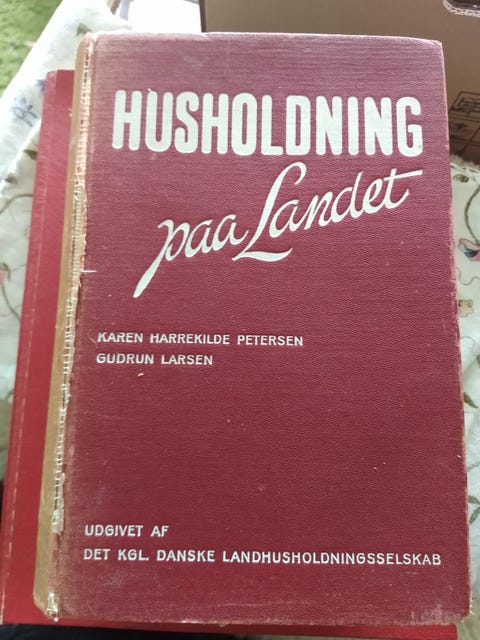 HUSHOLDNING
paa Landet
KAREN HARREKILDE PETERSEN
GUDRUN LARSEN
UDGIVET AF
DET KGL. DANSKE LANDHUSHOLDNINGSSELSKAB